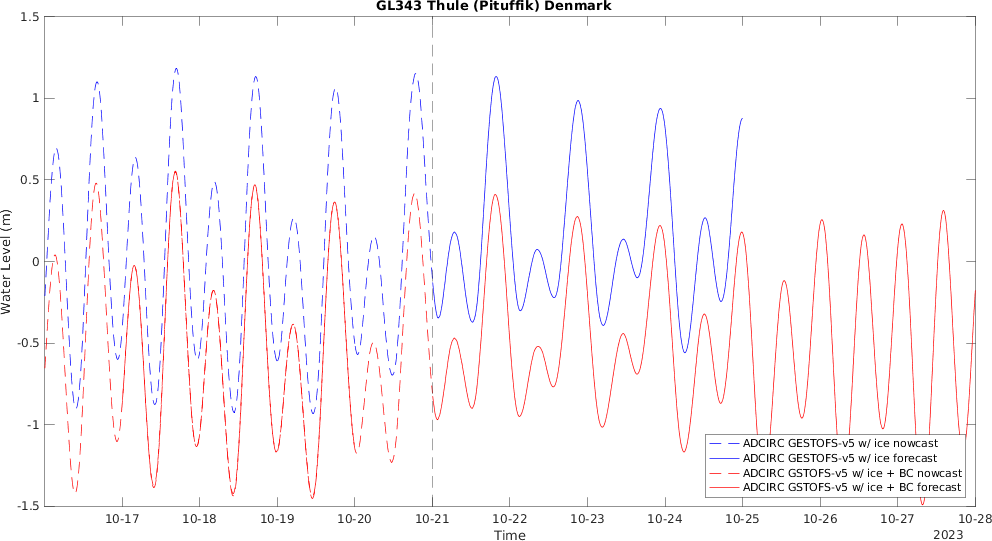 GL343 Thule (Pituffik) Denmark
1.5
1
0.5
0
-0.5
-1
-1.5
Water Level (m)
ADCIRC GESTOFS-v5 w/ ice nowcast
ADCIRC GESTOFS-v5 w/ ice forecast
ADCIRC GSTOFS-v5 w/ ice + BC nowcast
ADCIRC GSTOFS-v5 w/ ice + BC forecast
10-17 10-18 10-19 10-20 10-21 10-22 10-23 10-24 10-25 10-26 10-27 10-28
Time
2023